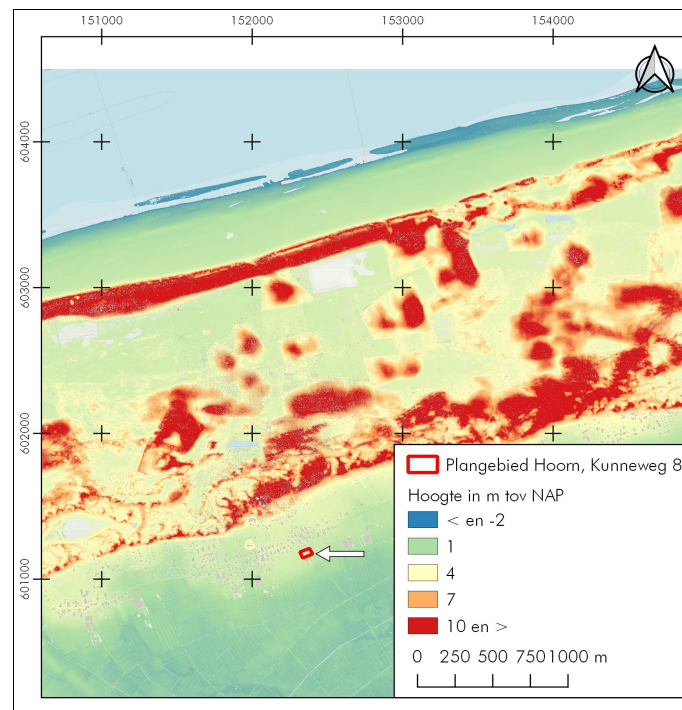 151000 152000 153000 154000
604000
603000
602000
601000
Plangebied Hoorn, Kunneweg 8
Hoogte in m tov NAP
< en -2
1
4
7
10 en >
0 250 500 750 1000 m